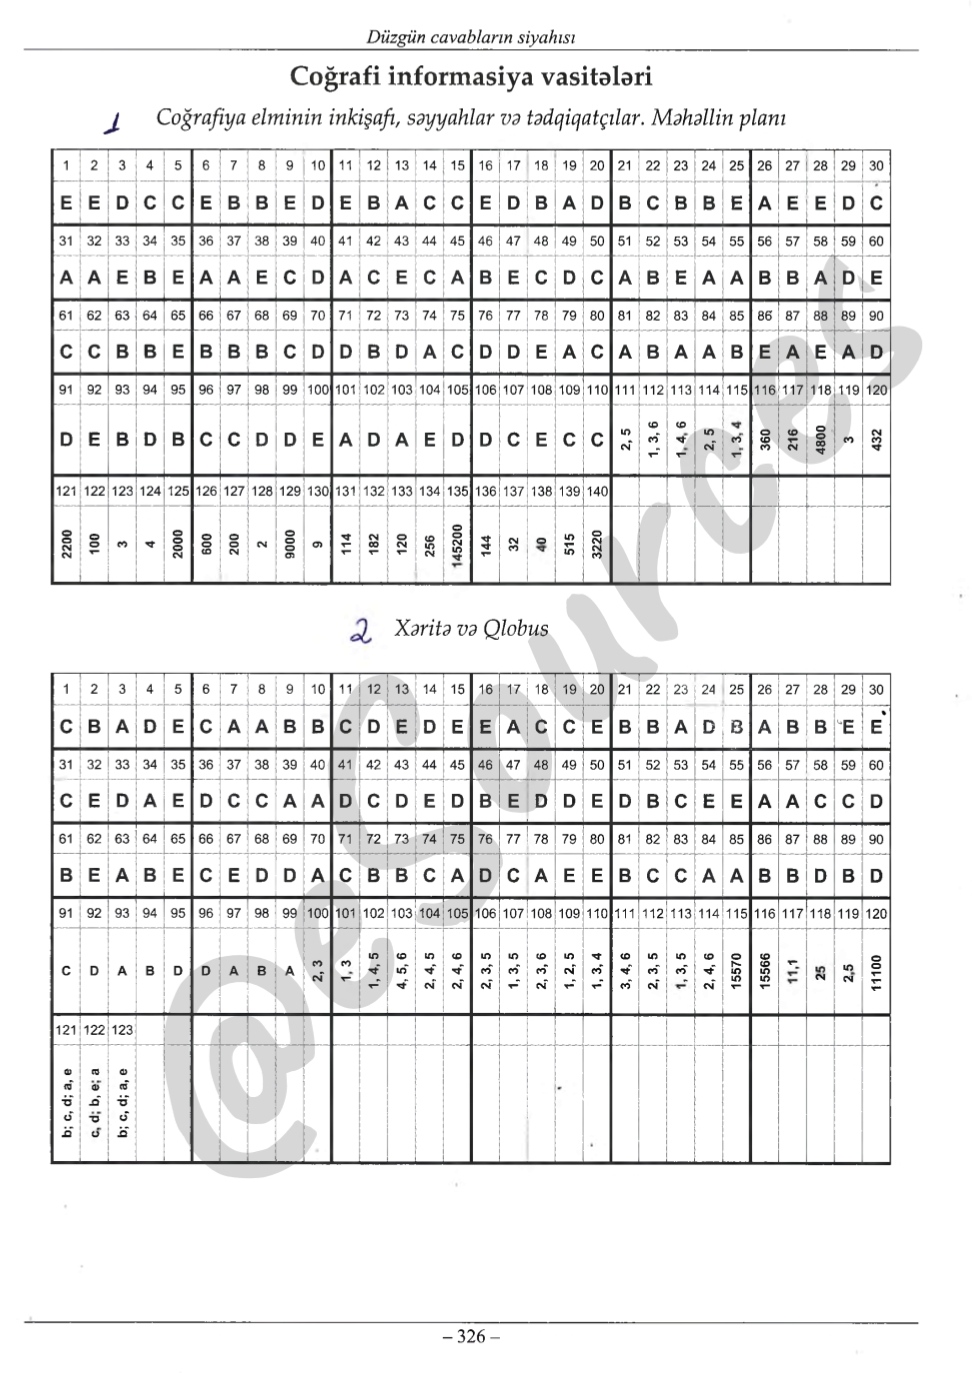 Düzgün cavabların siyahısı
Coğrafi informasiya vasitələri
1 Coğrafiya elminin inkişafı, səyyahlar və tədqiqatçılar. Məhəllin planı
1 2 3 4 5 6 7 8 9 10 11 12 13 14 15 16 17 18 19 20 21 22 23 24 25 26 27 28 29 30
E E D C C E B B E D E B A C C E D B A D B C B B E A E E D C
31 32 33 34 35 36 37 38 39 40 41 42 43 44 45 46 47 48 49 50 51 52 53 54 55 56 57 58 59 60
A A E B E A A E C D A C E C A B E C D C A B E A A B B A D E
61 62 63 64 65 66 67 68 69 70 71 72 73 74 75 76 77 78 79 80 81 82 83 84 85 86 87 88 89 90
C C B B E B B B C D D B D A C D D E A C A B A A B E A E A D
91 92 93 94 95 96 97 98 99 100 101 102 103 104 105 106 107 108 109 110 111 112 113 114 115 116 117 118 119 120
D E B D B C C D D E A D A E D D C E C C 2, 5 1, 3, 6 1, 4, 6 2, 5 1, 3, 4 360 216 4800 3 432
121 122 123 124 125 126 127 128 129 130 131 132 133 134 135 136 137 138 139 140
2200 100 3 4 2000 600 200 2 9000 9 114 182 120 256 145200 144 32 40 515 3220
2 Xəritə və Qlobus
1 2 3 4 5 6 7 8 9 10 11 12 13 14 15 16 17 18 19 20 21 22 23 24 25 26 27 28 29 30
C B A D E C A A B B C D E D E E A C C E B B A D B A B B E E
31 32 33 34 35 36 37 38 39 40 41 42 43 44 45 46 47 48 49 50 51 52 53 54 55 56 57 58 59 60
C E D A E D C C A A D C D E D B E D D E D B C E E A A C C D
61 62 63 64 65 66 67 68 69 70 71 72 73 74 75 76 77 78 79 80 81 82 83 84 85 86 87 88 89 90
B E A B E C E D D A C B B C A D C A E E B C C A A B B D B D
91 92 93 94 95 96 97 98 99 100 101 102 103 104 105 106 107 108 109 110 111 112 113 114 115 116 117 118 119 120
C D A B D D A B A 2, 3 1, 3 1, 4, 5 4, 5, 6 2, 4, 5 2, 4, 6 2, 3, 5 1, 3, 5 2, 3, 6 1, 2, 5 1, 3, 4 3, 4, 6 2, 3, 5 1, 3, 5 2, 4, 6 15570 15566 11,1 25 2,5 11100
121 122 123
b; c, d; a, e c, d; b, e; a b; c, d; a, e
@eSources
– 326 –